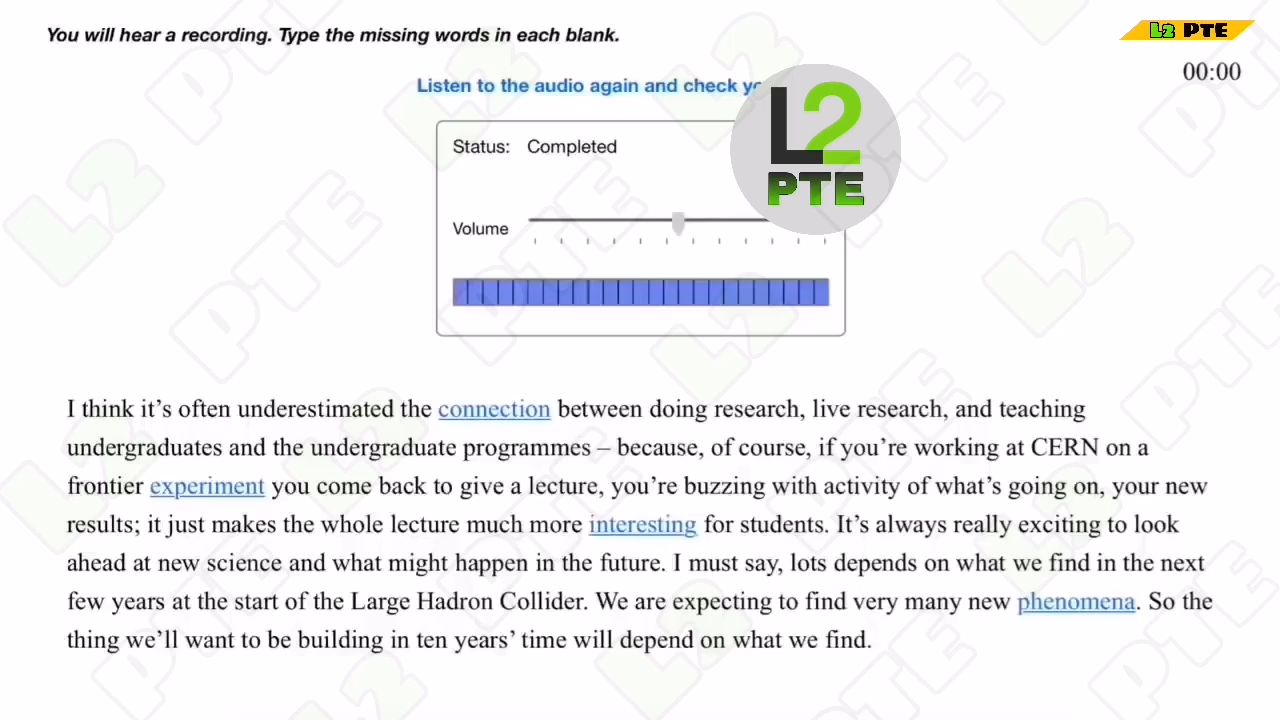 You will hear a recording. Type the missing words in each blank.
L2 PTE
00:00
Listen to the audio again and check
L2
PTE
Status: Completed
Volume
I think it’s often underestimated the connection between doing research, live research, and teaching
undergraduates and the undergraduate programmes – because, of course, if you’re working at CERN on a
frontier experiment you come back to give a lecture, you’re buzzing with activity of what’s going on, your new
results; it just makes the whole lecture much more interesting for students. It’s always really exciting to look
ahead at new science and what might happen in the future. I must say, lots depends on what we find in the next
few years at the start of the Large Hadron Collider. We are expecting to find very many new phenomena. So the
thing we’ll want to be building in ten years’ time will depend on what we find.